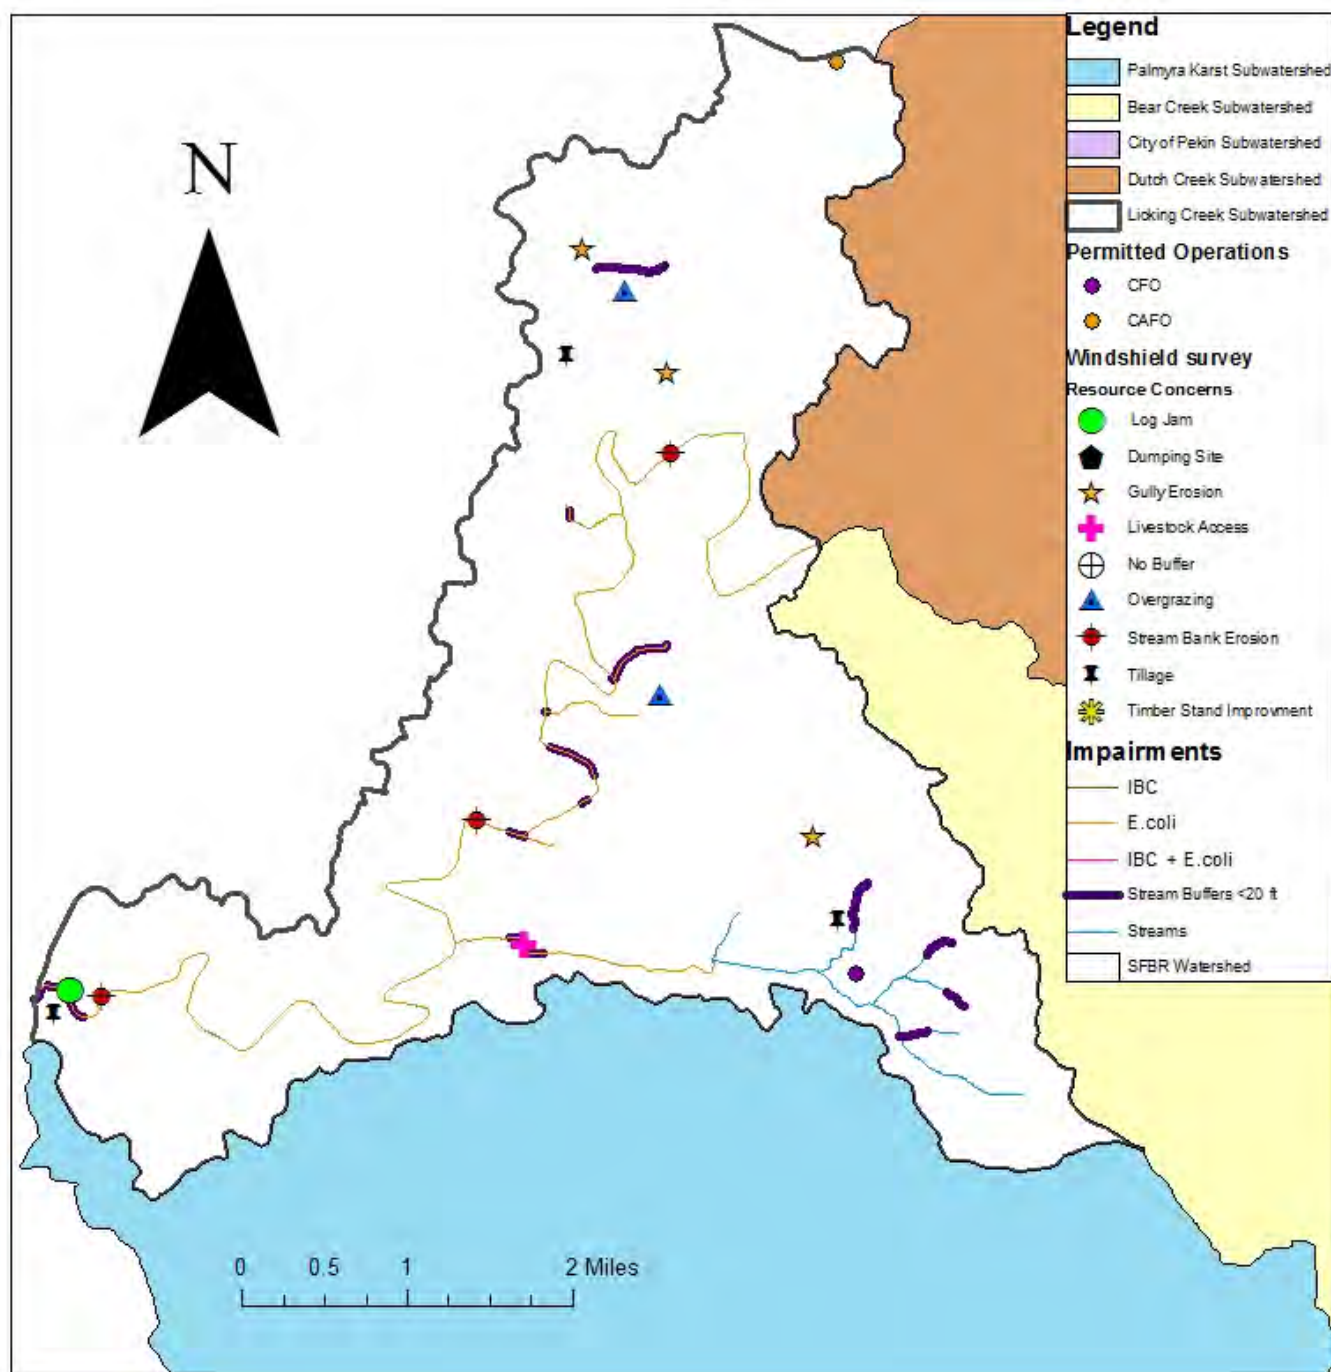 N
Legend
Palmyra Karst Subwatershed
Bear Creek Subwatershed
City of Pekin Subwatershed
Dutch Creek Subwatershed
Licking Creek Subwatershed
Permitted Operations
CFO
CAFO
Windshield survey
Resource Concerns
Log Jam
Dumping Site
Gully Erosion
Livestock Access
No Buffer
Overgrazing
Stream Bank Erosion
Tillage
Timber Stand Improvment
Impairments
IBC
E.coli
IBC + E.coli
Stream Buffers <20 ft
Streams
SFBR Watershed
0 0.5 1 2 Miles